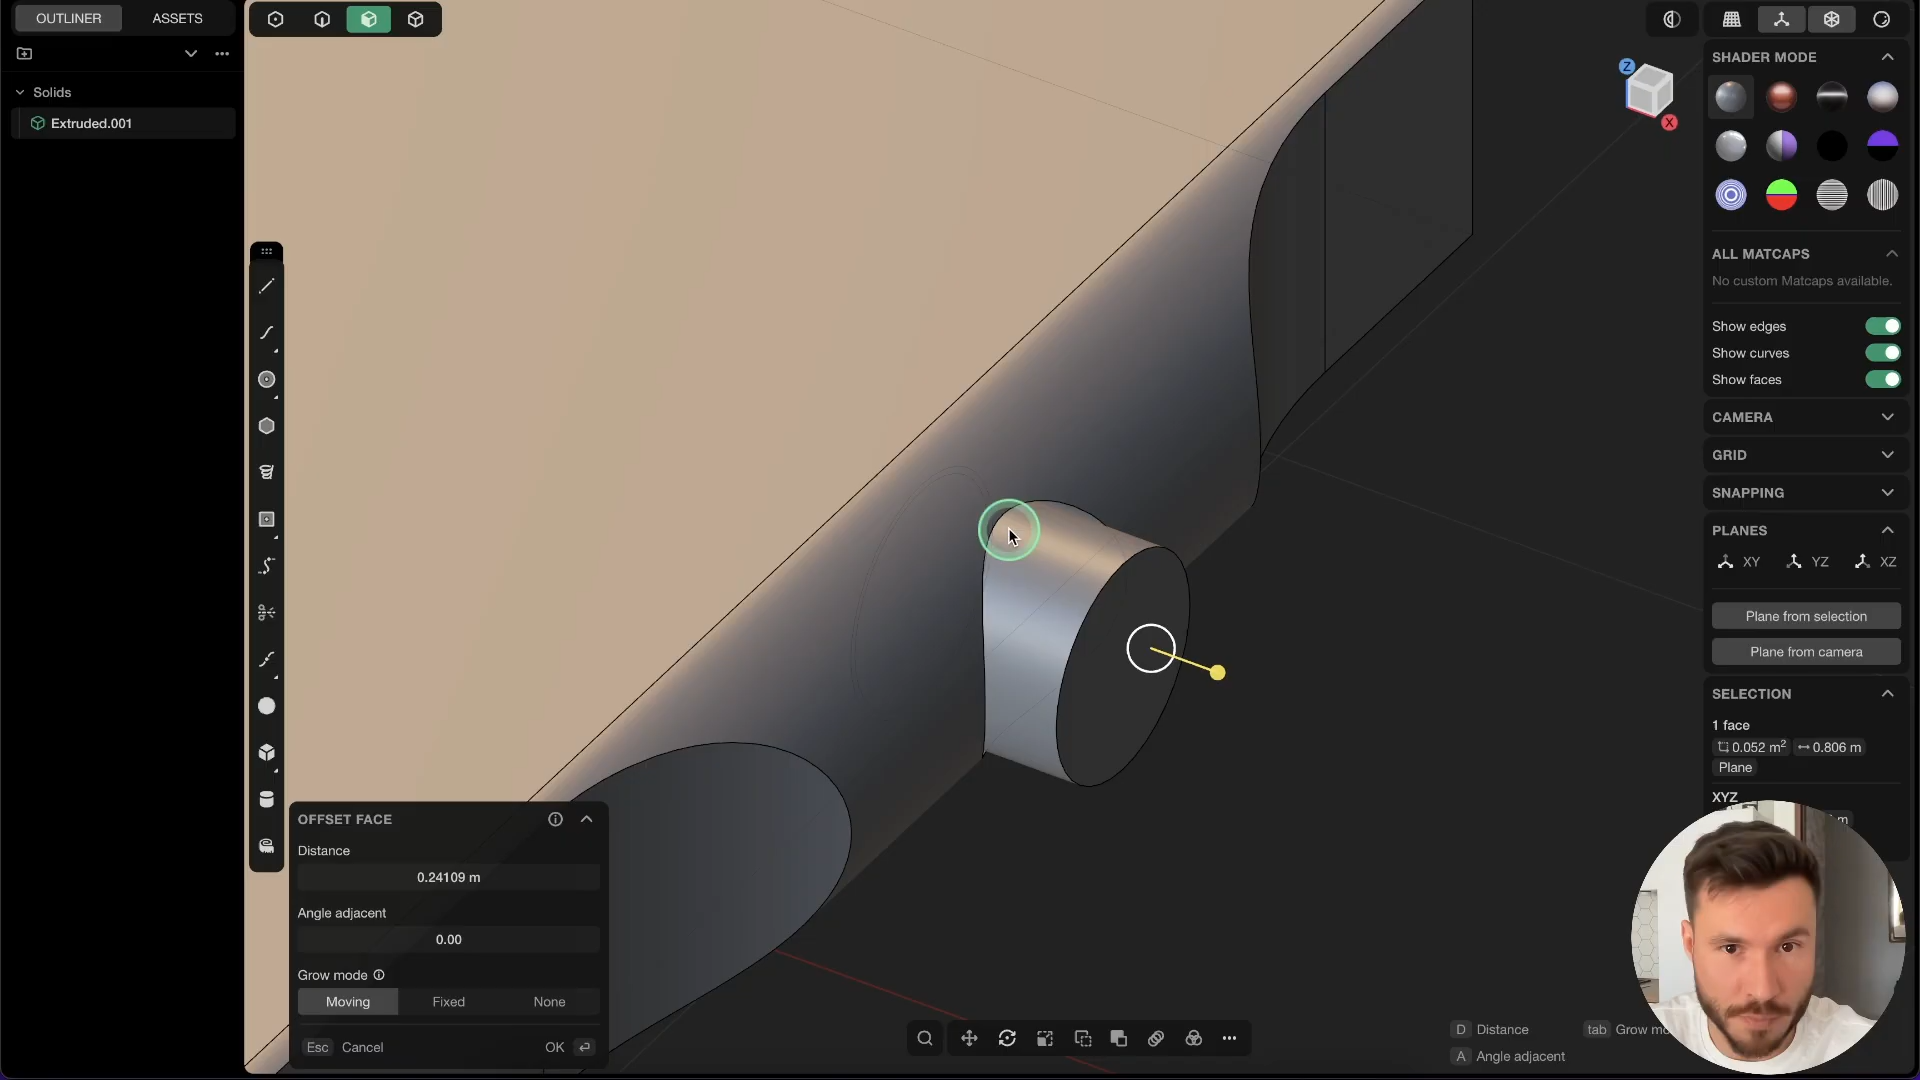 OUTLINER
ASSETS
Solids
Extruded.001
OFFSET FACE
Distance
0.24109 m
Angle adjacent
0.00
Grow mode
Moving
Fixed
None
Esc
Cancel
OK
Z
X
SHADER MODE
ALL MATCAPS
No custom Matcaps available.
Show edges
Show curves
Show faces
CAMERA
GRID
SNAPPING
PLANES
XY
YZ
XZ
Plane from selection
Plane from camera
SELECTION
1 face
0.052 m²
0.806 m
Plane
XYZ
m
D Distance
tab Grow mo
A Angle adjacent